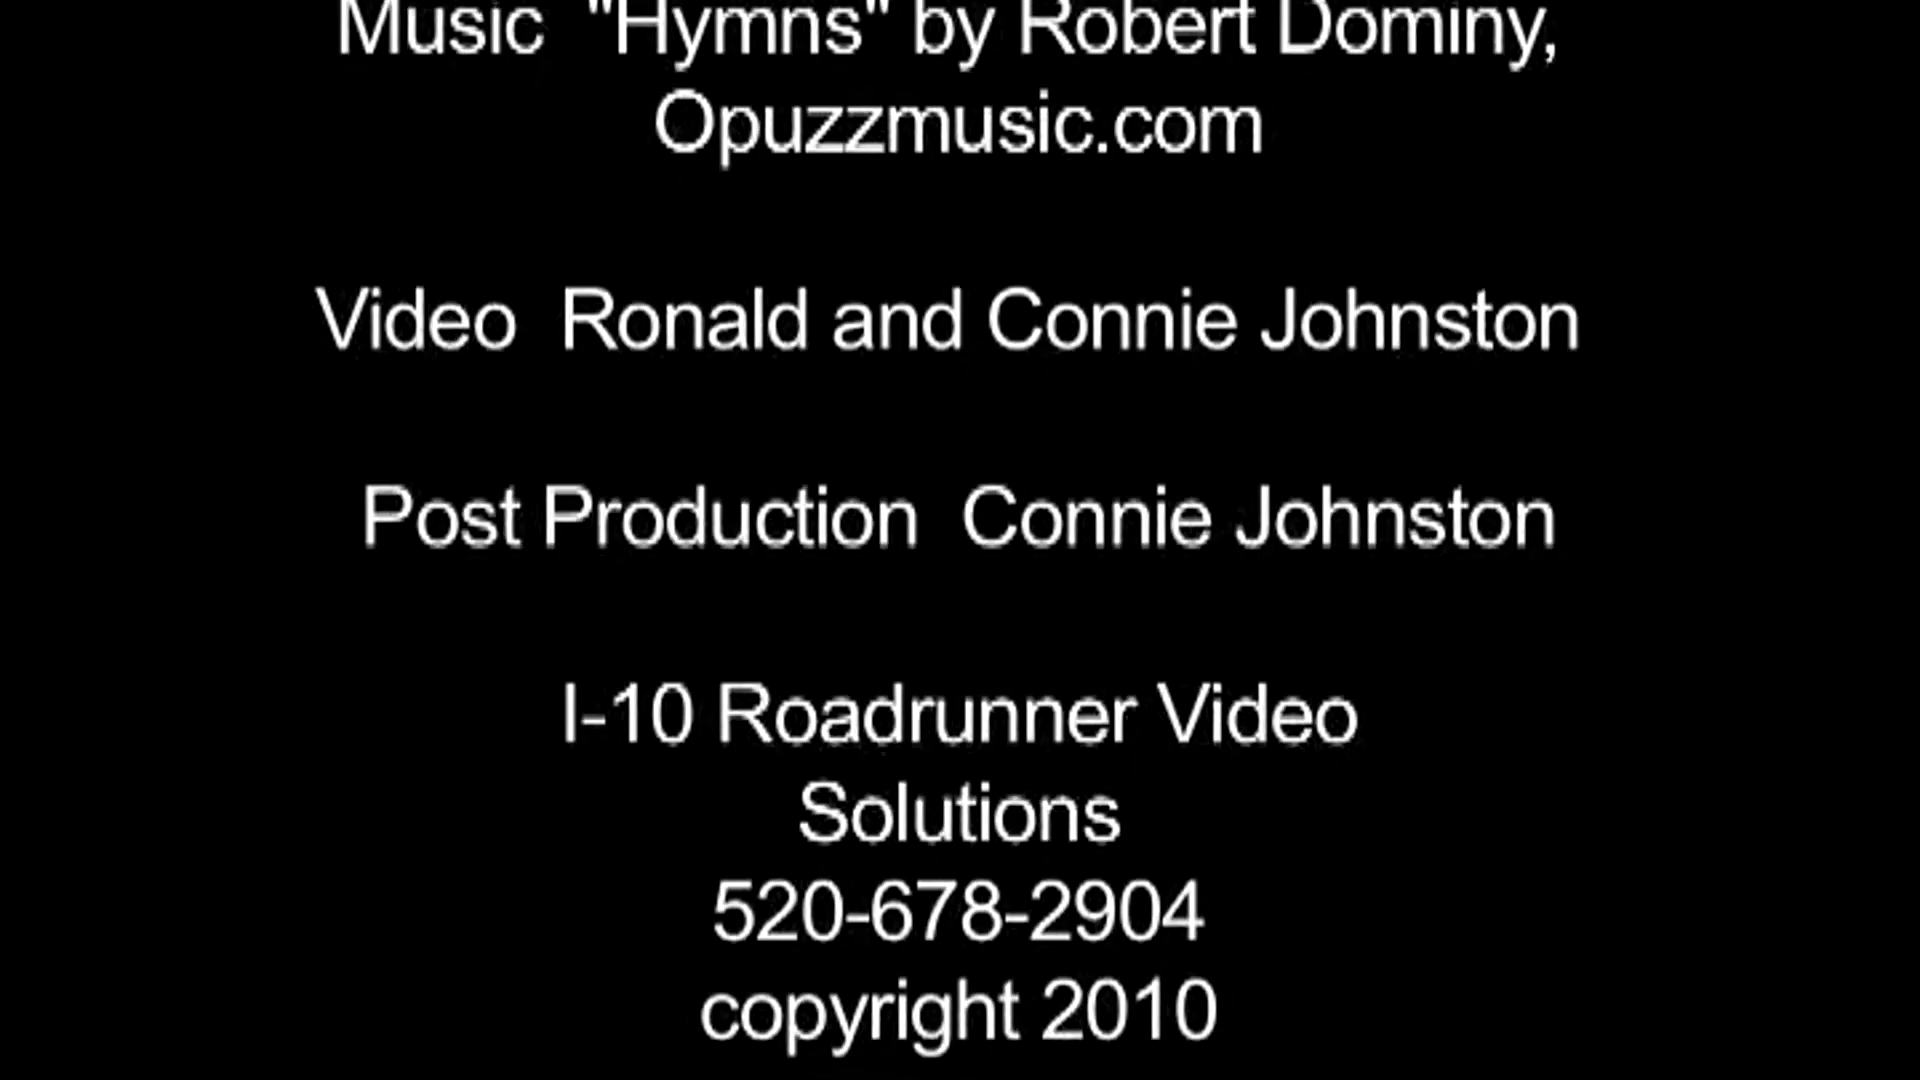 Music  "Hymns" by Robert Dominy,
Opuzzmusic.com
Video  Ronald and Connie Johnston
Post Production  Connie Johnston
I-10 Roadrunner Video
Solutions
520-678-2904
copyright 2010